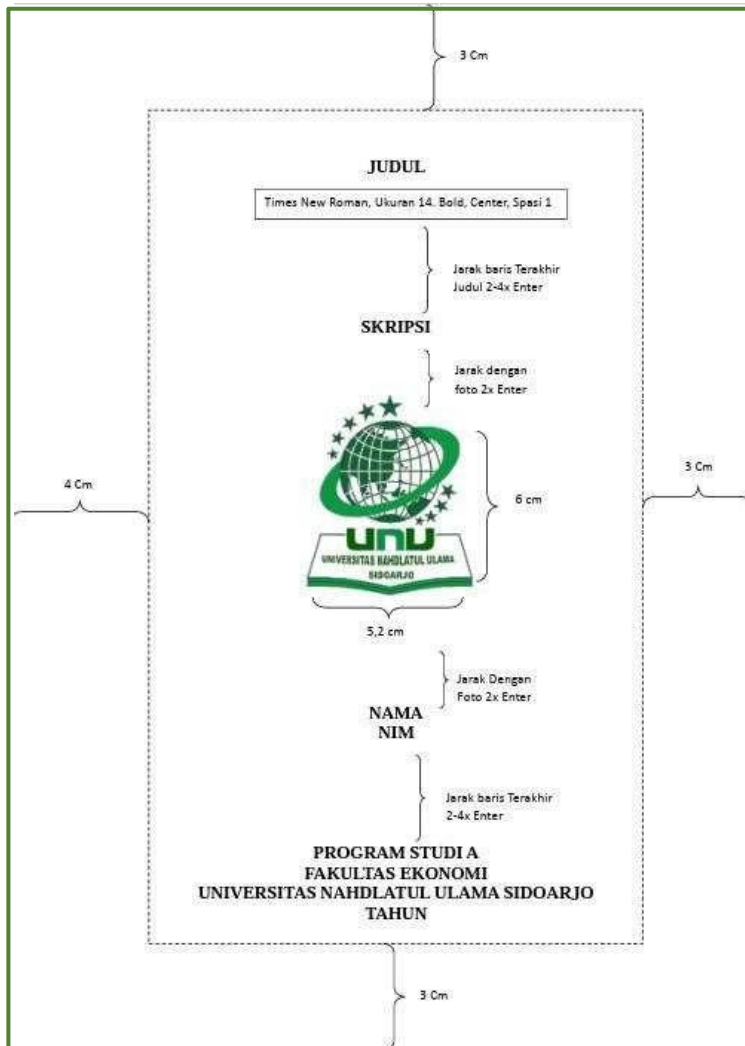 3 Cm
JUDUL
Times New Roman, Ukuran 14. Bold, Center, Spasi 1
Jarak baris Terakhir
Judul 2-4x Enter
SKRIPSI
Jarak dengan
foto 2x Enter
4 Cm
3 Cm
6 cm
UNU
UNIVERSITAS NAHDLATUL ULAMA
SIDOARJO
5,2 cm
Jarak Dengan
Foto 2x Enter
NAMA
NIM
Jarak baris Terakhir
2-4x Enter
PROGRAM STUDI A
FAKULTAS EKONOMI
UNIVERSITAS NAHDLATUL ULAMA SIDOARJO
TAHUN
3 Cm